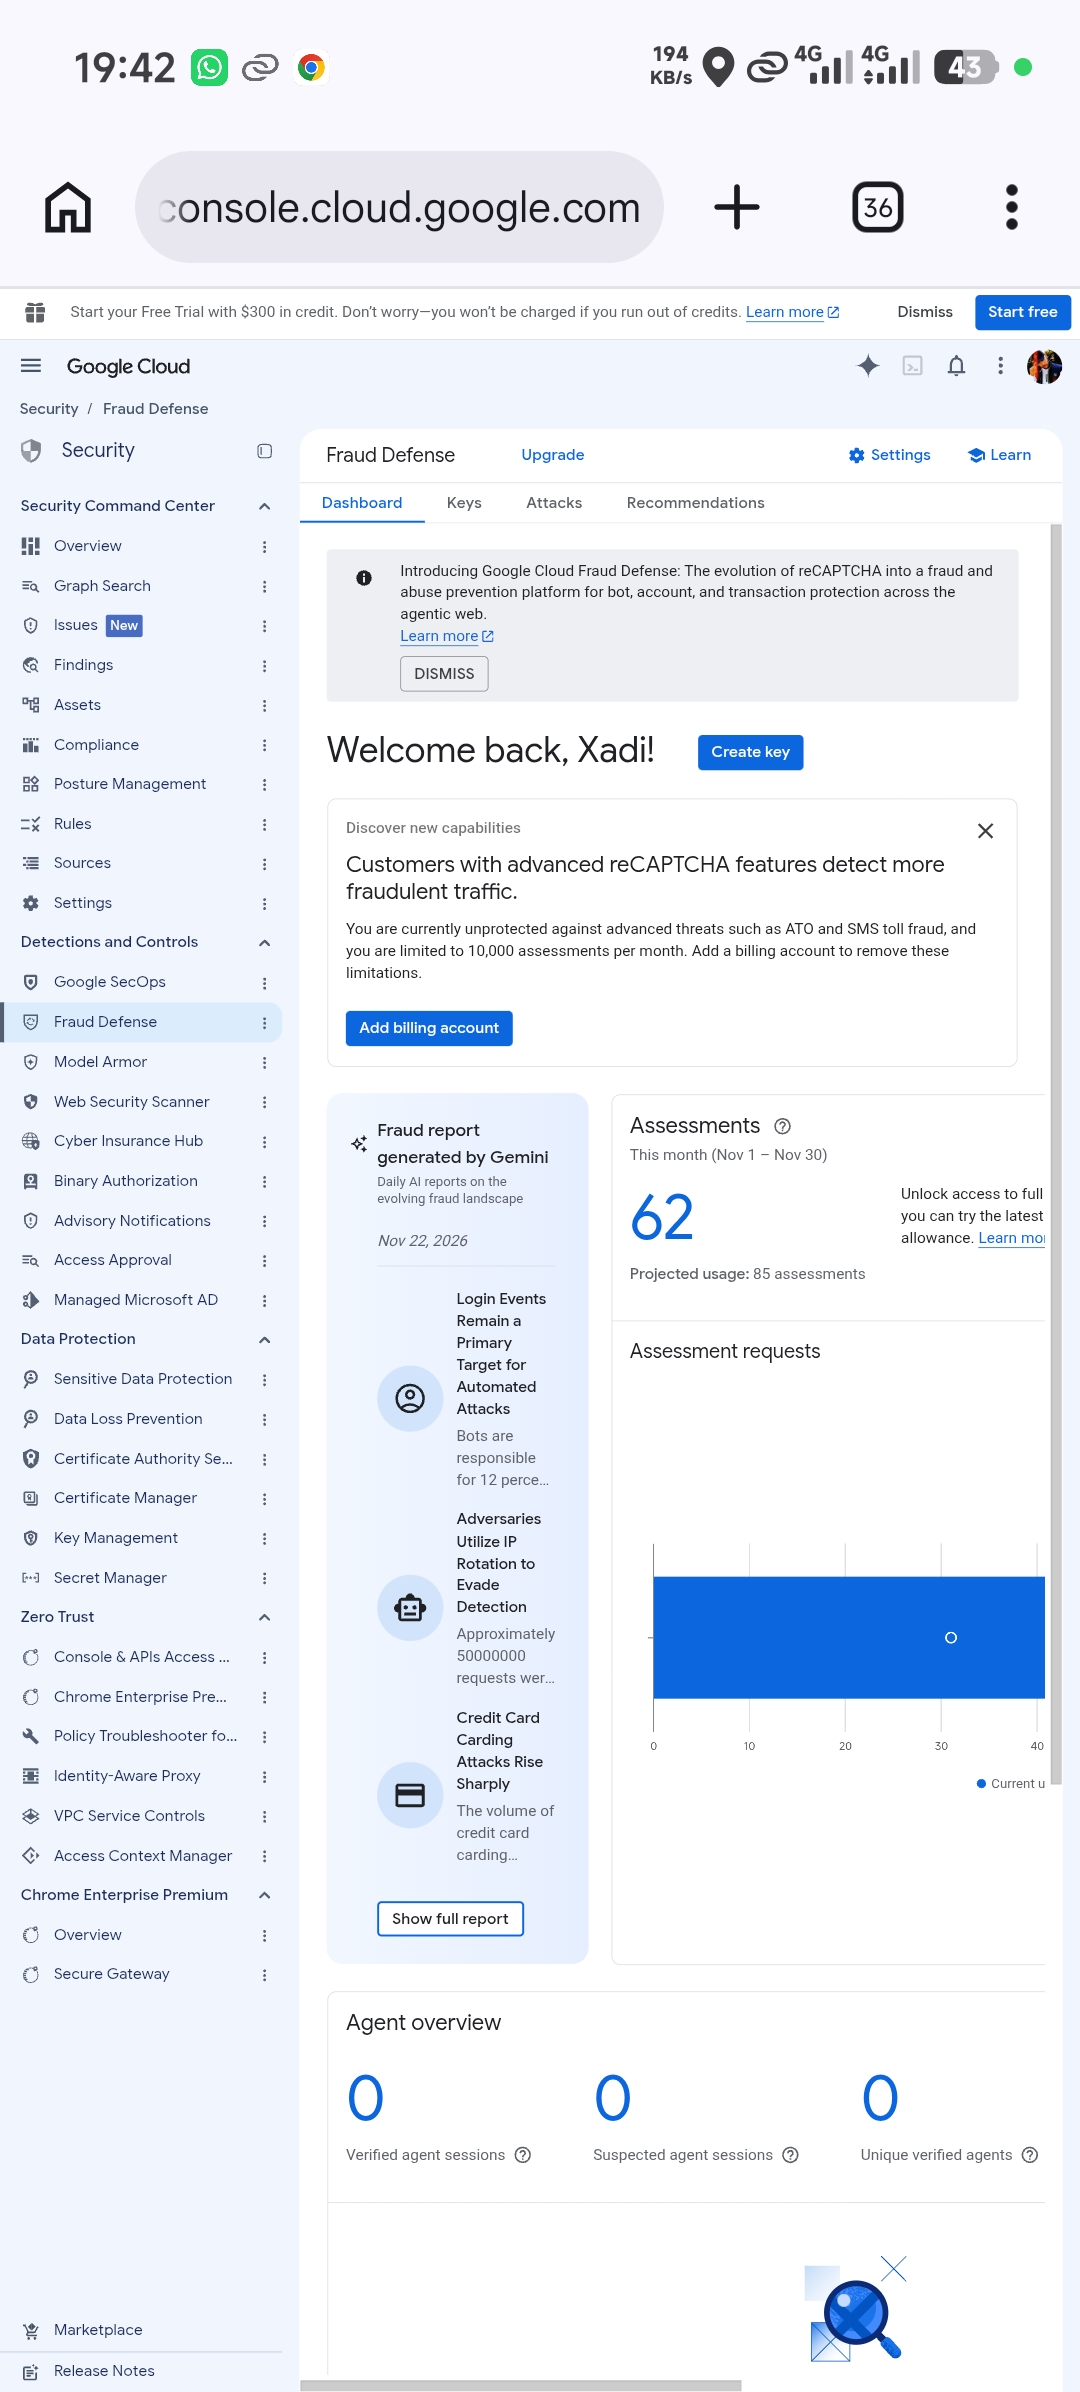 19:42
194
KB/s
4G
4G
43
console.cloud.google.com
36
Start your Free Trial with $300 in credit. Don't worry—you won't be charged if you run out of credits. Learn more
Dismiss
Start free
Google Cloud
Security / Fraud Defense
Security
Security Command Center
Overview
Graph Search
Issues New
Findings
Assets
Compliance
Posture Management
Rules
Sources
Settings
Detections and Controls
Google SecOps
Fraud Defense
Model Armor
Web Security Scanner
Cyber Insurance Hub
Binary Authorization
Advisory Notifications
Access Approval
Managed Microsoft AD
Data Protection
Sensitive Data Protection
Data Loss Prevention
Certificate Authority Se...
Certificate Manager
Key Management
Secret Manager
Zero Trust
Console & APIs Access ...
Chrome Enterprise Pre...
Policy Troubleshooter fo...
Identity-Aware Proxy
VPC Service Controls
Access Context Manager
Chrome Enterprise Premium
Overview
Secure Gateway
Marketplace
Release Notes
Fraud Defense
Upgrade
Settings
Learn
Dashboard
Keys
Attacks
Recommendations
Introducing Google Cloud Fraud Defense: The evolution of reCAPTCHA into a fraud and
abuse prevention platform for bot, account, and transaction protection across the
agentic web.
Learn more
DISMISS
Welcome back, Xadi!
Create key
Discover new capabilities
Customers with advanced reCAPTCHA features detect more
fraudulent traffic.
You are currently unprotected against advanced threats such as ATO and SMS toll fraud, and
you are limited to 10,000 assessments per month. Add a billing account to remove these
limitations.
Add billing account
Fraud report
generated by Gemini
Daily AI reports on the
evolving fraud landscape
Nov 22, 2026
Login Events
Remain a
Primary
Target for
Automated
Attacks
Bots are
responsible
for 12 perce...
Adversaries
Utilize IP
Rotation to
Evade
Detection
Approximately
50000000
requests wer...
Credit Card
Carding
Attacks Rise
Sharply
The volume of
credit card
carding...
Show full report
Assessments
This month (Nov 1 – Nov 30)
62
Projected usage: 85 assessments
Unlock access to full
you can try the latest
allowance. Learn mor
Assessment requests
0
10
20
30
40
Current u
Agent overview
0
Verified agent sessions
0
Suspected agent sessions
0
Unique verified agents